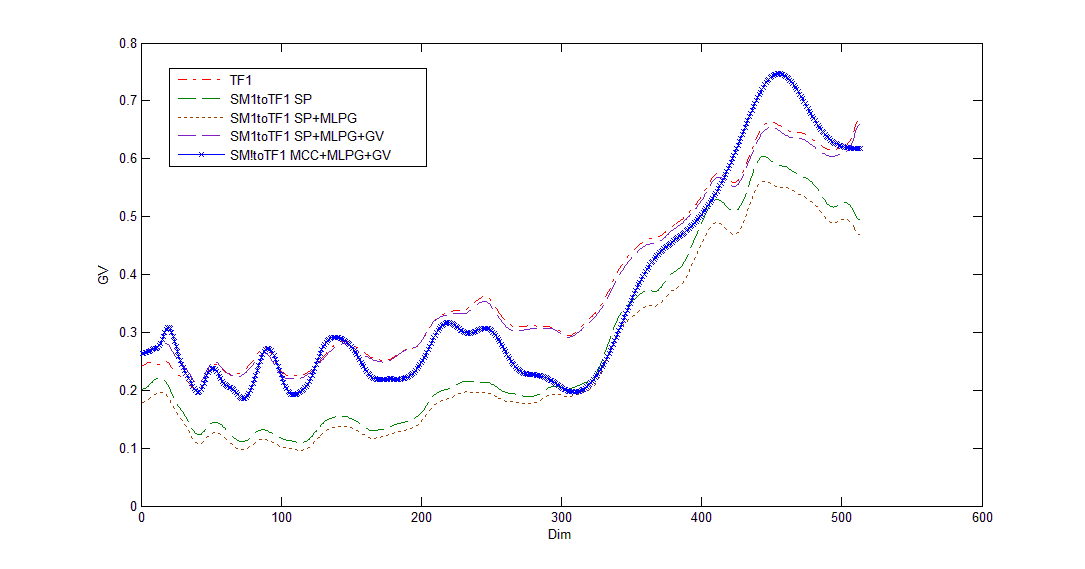 0.8
0.7
0.6
0.5
0.4
0.3
0.2
0.1
0
GV
TF1
SM1toTF1 SP
SM1toTF1 SP+MLPG
SM1toTF1 SP+MLPG+GV
SM!toTF1 MCC+MLPG+GV
0 100 200 300 400 500 600
Dim